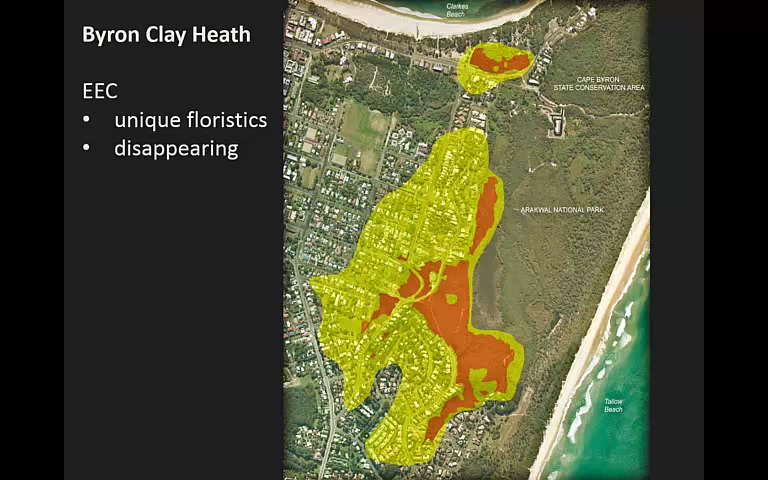 Byron Clay Heath
EEC
• unique floristics
• disappearing
Clarkes
Beach
CAPE BYRON
STATE CONSERVATION AREA
ARAKWAL NATIONAL PARK
Tallow
Beach